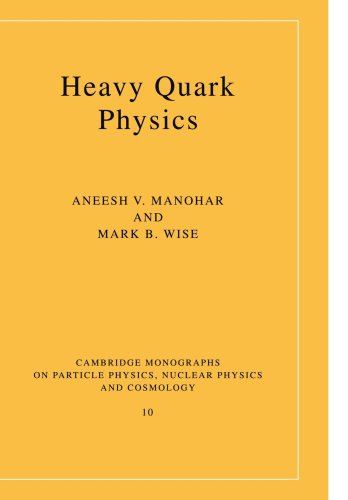 Heavy Quark
Physics
ANEESH V. MANOHAR
AND
MARK B. WISE
CAMBRIDGE MONOGRAPHS
ON PARTICLE PHYSICS, NUCLEAR PHYSICS
AND COSMOLOGY
10